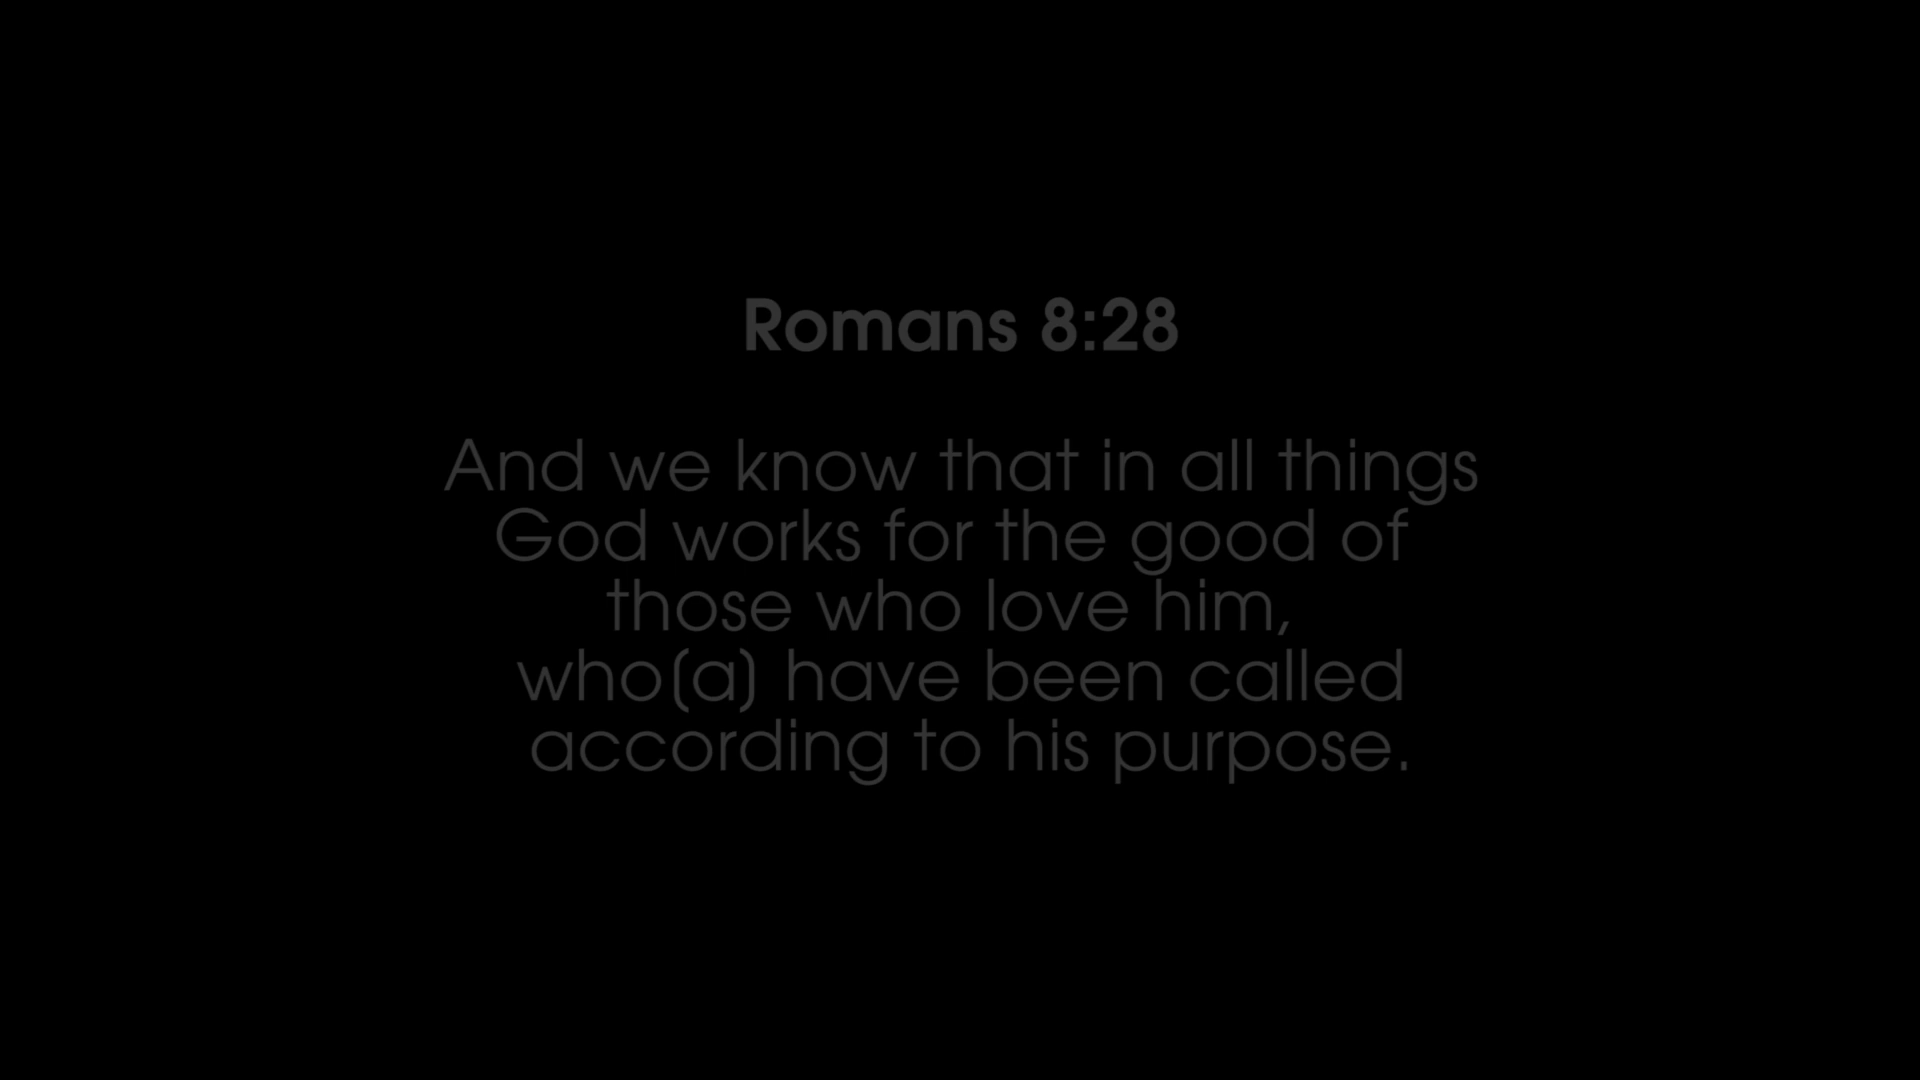 Romans 8:28
And we know that in all things
God works for the good of
those who love him,
who(a) have been called
according to his purpose.